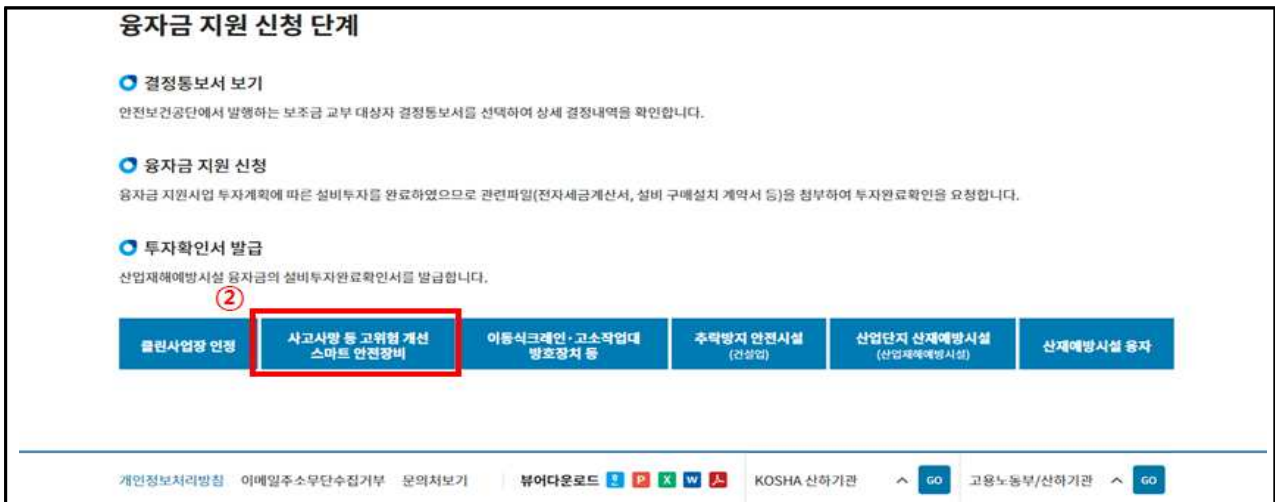 융자금 지원 신청 단계
결정통보서 보기
안전보건공단에서 발행하는 보조금 교부 대상자 결정통보서를 선택하여 상세 결정내역을 확인합니다.
융자금 지원 신청
융자금 지원사업 투자계획에 따른 설비투자를 완료하였으므로 관련파일(전자세금계산서, 설비 구매설치 계약서 등)을 첨부하여 투자완료확인을 요청합니다.
투자확인서 발급
산업재해예방시설 융자금의 설비투자완료확인서를 발급합니다.
②
클린사업장 인정
사고사망 등 고위험 개선
스마트 안전장비
이동식크레인·고소작업대
방호장치 등
추락방지 안전시설
(건설업)
산업단지 산재예방시설
(산업재해예방시설)
산재예방시설 융자
개인정보처리방침 이메일주소무단수집거부 문의처보기 뷰어다운로드 P X W KOSHA 산하기관 GO 고용노동부/산하기관 GO